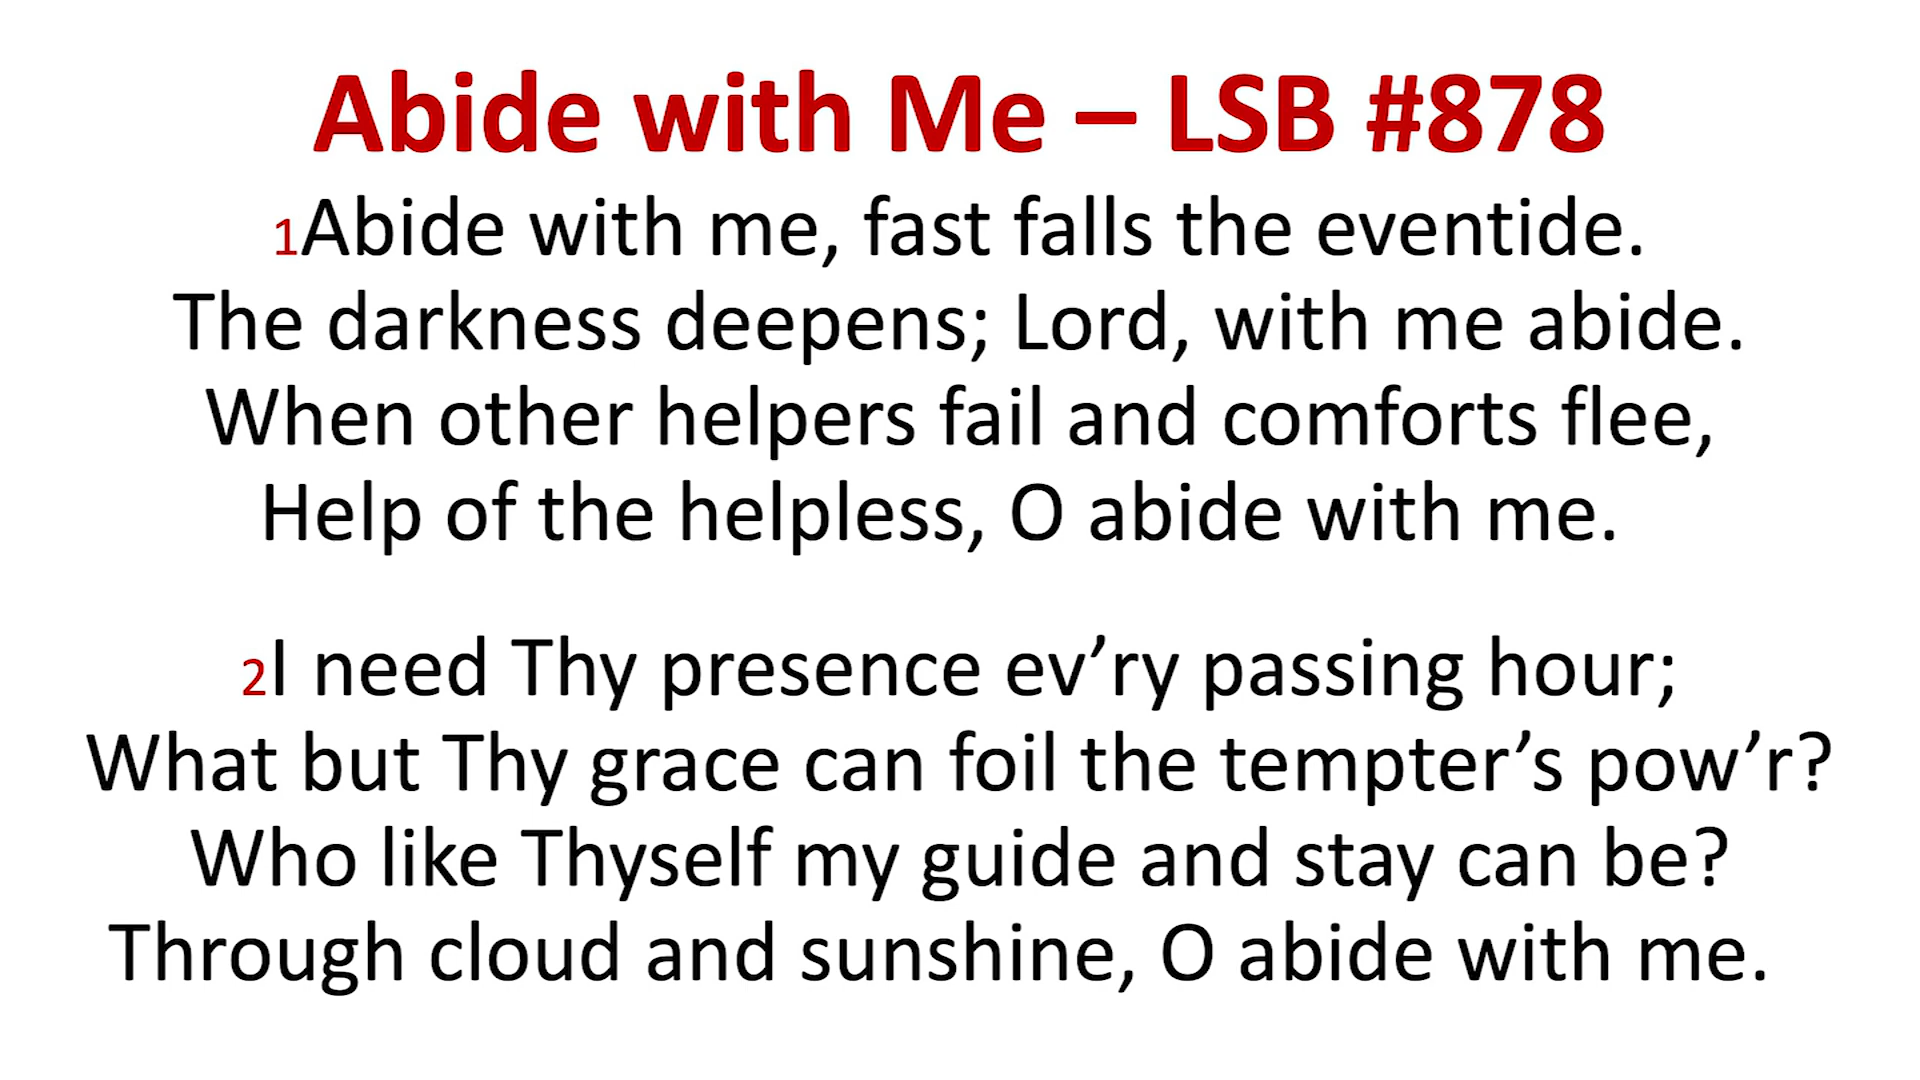 Abide with Me – LSB #878
1Abide with me, fast falls the eventide.
The darkness deepens; Lord, with me abide.
When other helpers fail and comforts flee,
Help of the helpless, O abide with me.
2I need Thy presence ev’ry passing hour;
What but Thy grace can foil the tempter’s pow’r?
Who like Thyself my guide and stay can be?
Through cloud and sunshine, O abide with me.